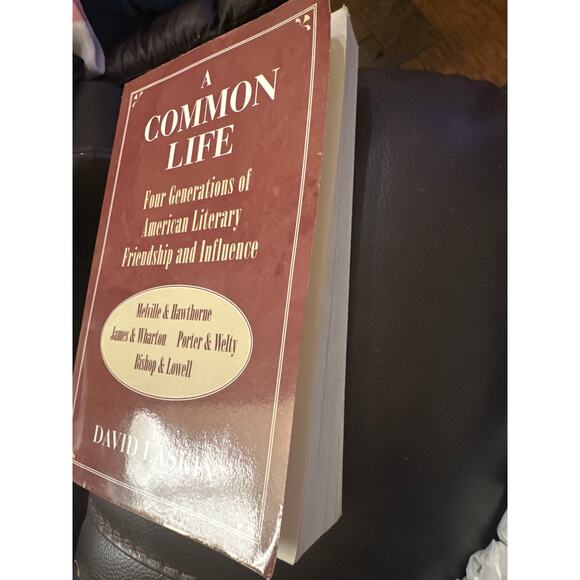 A
COMMON
LIFE
Four Generations of
American Literary
Friendship and Influence
Melville & Hawthorne
James & Wharton Porter & Welty
Bishop & Lowell
DAVID